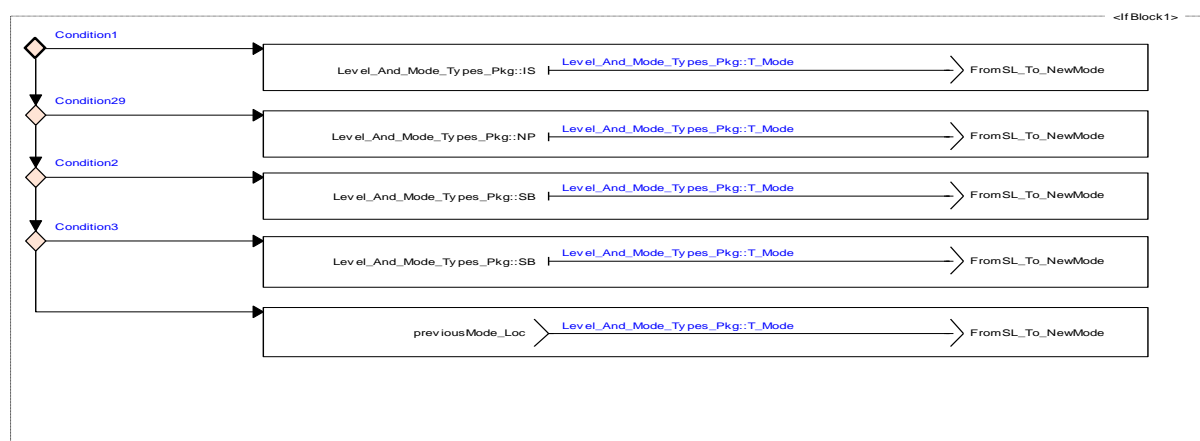 <IfBlock1>
Condition1
Level_And_Mode_Types_Pkg::IS Level_And_Mode_Types_Pkg::T_Mode FromSL_To_NewMode
Condition29
Level_And_Mode_Types_Pkg::NP Level_And_Mode_Types_Pkg::T_Mode FromSL_To_NewMode
Condition2
Level_And_Mode_Types_Pkg::SB Level_And_Mode_Types_Pkg::T_Mode FromSL_To_NewMode
Condition3
Level_And_Mode_Types_Pkg::SB Level_And_Mode_Types_Pkg::T_Mode FromSL_To_NewMode
previousMode_Loc Level_And_Mode_Types_Pkg::T_Mode FromSL_To_NewMode